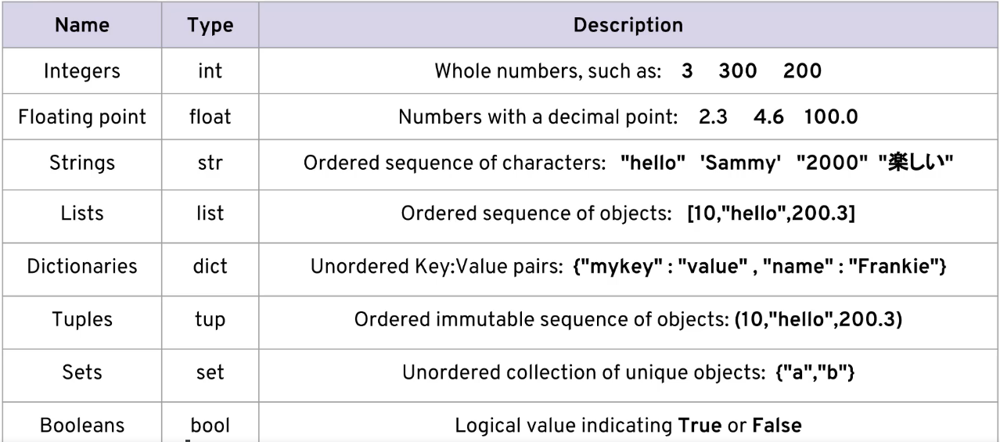 Name Type Description
Integers int Whole numbers, such as: 3 300 200
Floating point float Numbers with a decimal point: 2.3 4.6 100.0
Strings str Ordered sequence of characters: "hello" 'Sammy' "2000" "楽しい"
Lists list Ordered sequence of objects: [10,"hello",200.3]
Dictionaries dict Unordered Key:Value pairs: {"mykey" : "value" , "name" : "Frankie"}
Tuples tup Ordered immutable sequence of objects: (10,"hello",200.3)
Sets set Unordered collection of unique objects: {"a","b"}
Booleans bool Logical value indicating True or False